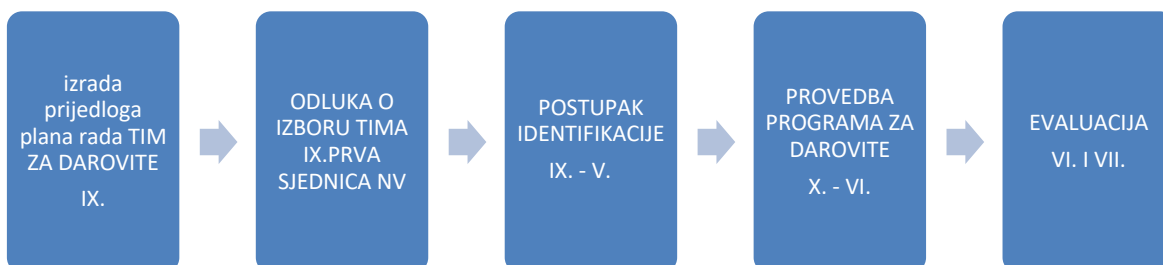 izrada
prijedloga
plana rada TIM
ZA DAROVITE
IX.
ODLUKA O
IZBORU TIMA
IX.PRVA
SJEDNICA NV
POSTUPAK
IDENTIFIKACIJE
IX. - V.
PROVEDBA
PROGRAMA ZA
DAROVITE
X. - VI.
EVALUACIJA
VI. I VII.